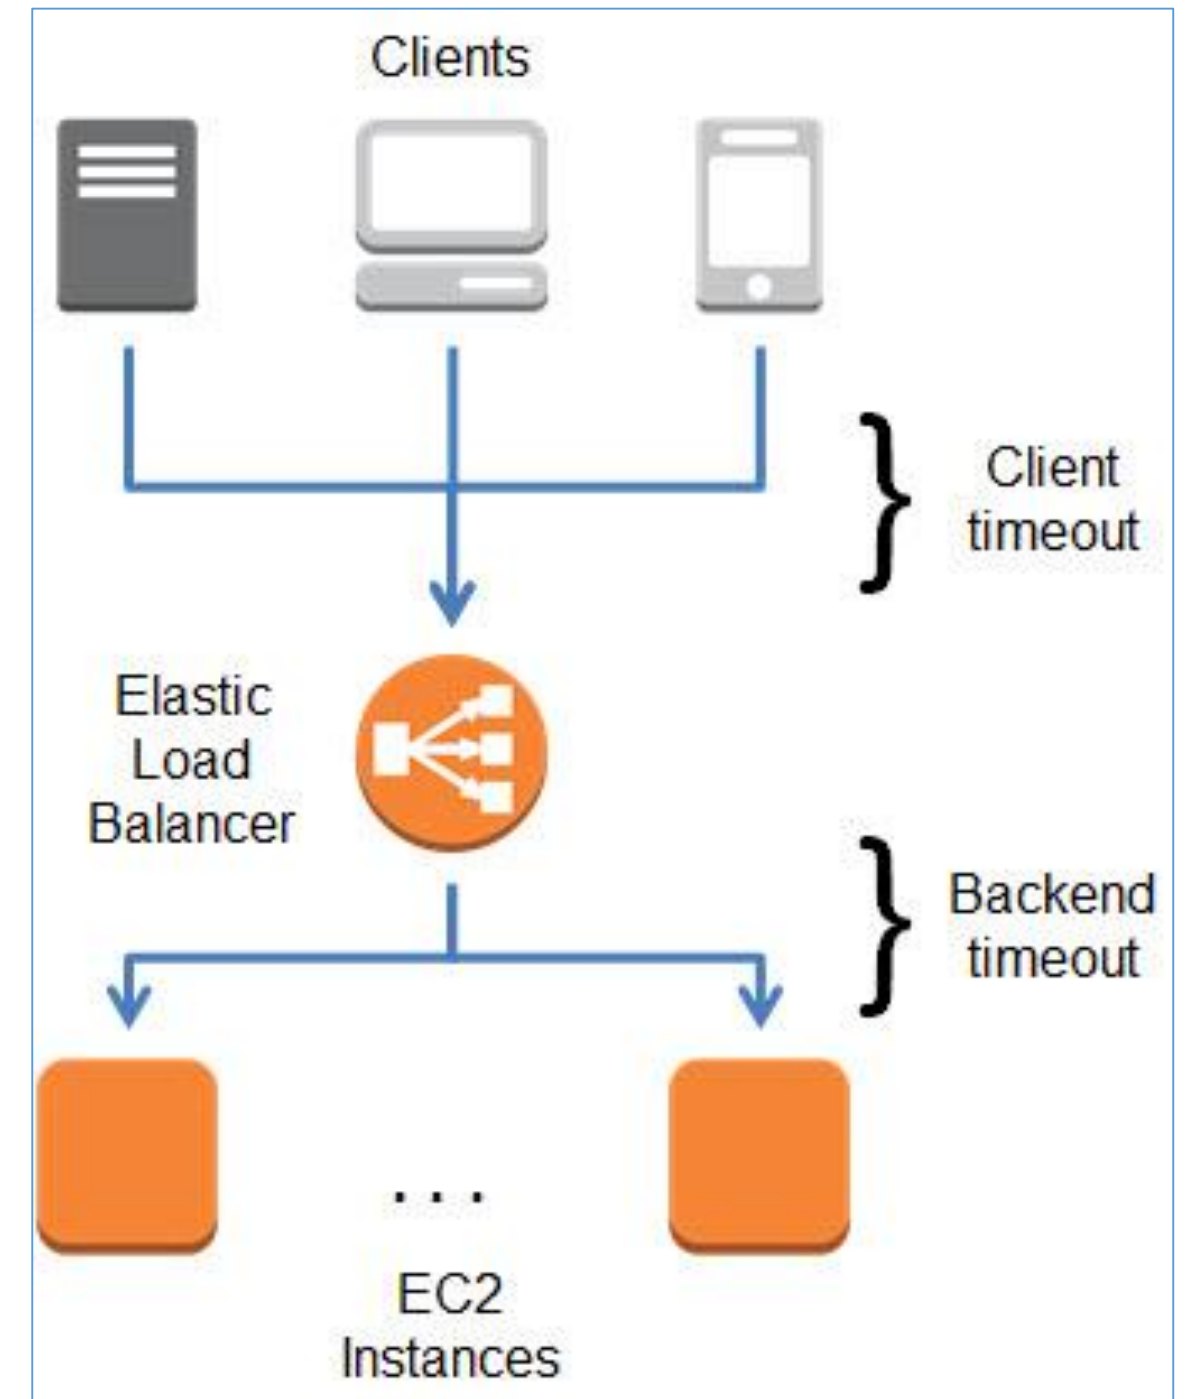 Clients
Client
timeout
Elastic
Load
Balancer
Backend
timeout
. . .
EC2
Instances